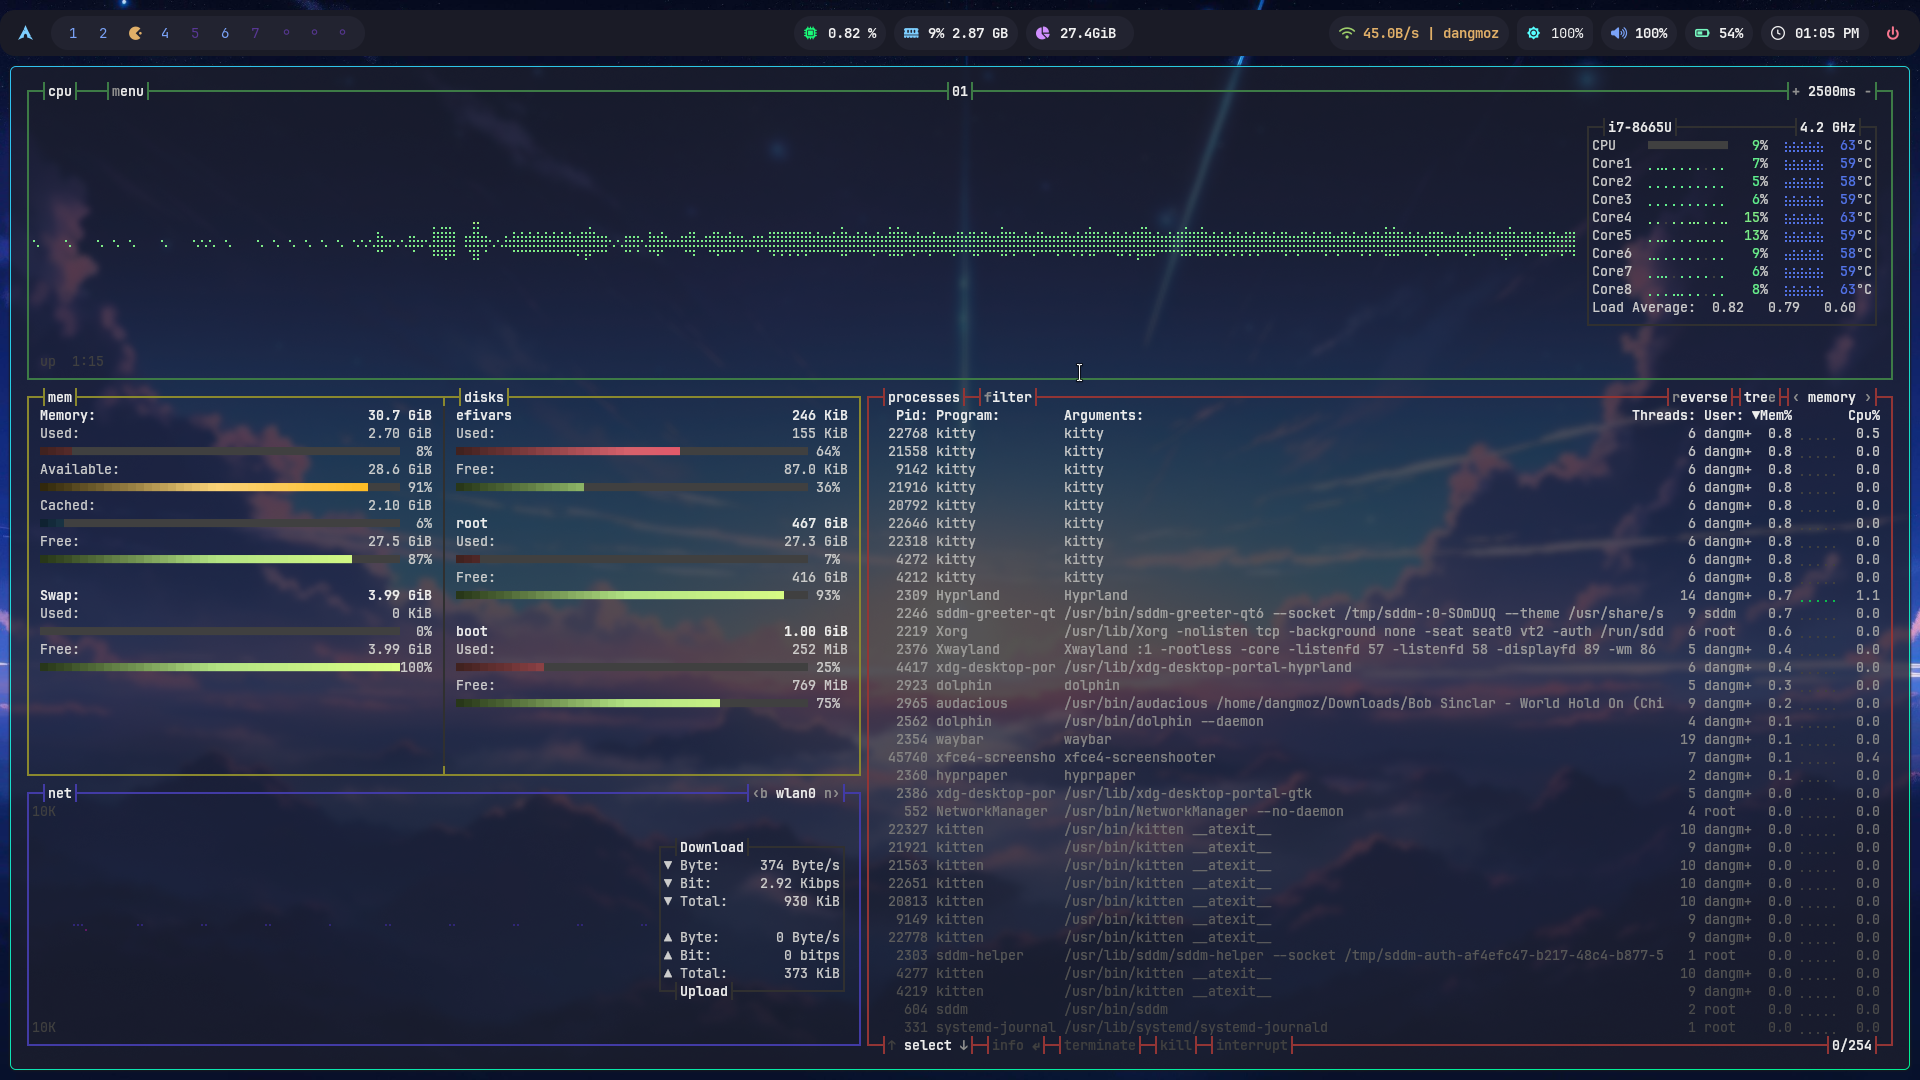 1 2 4 5 6 7 0.82 % 9% 2.87 GB 27.4GiB 45.0B/s | dangmoz 100% 100% 54% 01:05 PM
cpu menu 01 + 2500ms -
i7-8665U 4.2 GHz
CPU 9% 63°C
Core1 7% 59°C
Core2 5% 58°C
Core3 6% 59°C
Core4 15% 63°C
Core5 13% 59°C
Core6 9% 58°C
Core7 6% 59°C
Core8 8% 63°C
Load Average: 0.82 0.79 0.60
up 1:15
mem
Memory: 30.7 GiB
Used: 2.70 GiB
8%
Available: 28.6 GiB
91%
Cached: 2.10 GiB
6%
Free: 27.5 GiB
87%
Swap: 3.99 GiB
Used: 0 KiB
0%
Free: 3.99 GiB
100%
disks
efivars 246 KiB
Used: 155 KiB
64%
Free: 87.0 KiB
36%
root 467 GiB
Used: 27.3 GiB
7%
Free: 416 GiB
93%
boot 1.00 GiB
Used: 252 MiB
25%
Free: 769 MiB
75%
net <b wlan0 n>
10K
Download
▼ Byte: 374 Byte/s
▼ Bit: 2.92 Kibps
▼ Total: 930 KiB
▲ Byte: 0 Byte/s
▲ Bit: 0 bitps
▲ Total: 373 KiB
Upload
10K
processes filter reverse tree < memory >
Pid: Program: Arguments: Threads: User: ▼Mem% Cpu%
22768 kitty kitty 6 dangm+ 0.8 0.5
21558 kitty kitty 6 dangm+ 0.8 0.0
9142 kitty kitty 6 dangm+ 0.8 0.0
21916 kitty kitty 6 dangm+ 0.8 0.0
20792 kitty kitty 6 dangm+ 0.8 0.0
22646 kitty kitty 6 dangm+ 0.8 0.0
22318 kitty kitty 6 dangm+ 0.8 0.0
4272 kitty kitty 6 dangm+ 0.8 0.0
4212 kitty kitty 6 dangm+ 0.8 0.0
2309 Hyprland Hyprland 14 dangm+ 0.7 1.1
2246 sddm-greeter-qt /usr/bin/sddm-greeter-qt6 --socket /tmp/sddm-:0-SOmDUQ --theme /usr/share/s 9 sddm 0.7 0.0
2219 Xorg /usr/lib/Xorg -nolisten tcp -background none -seat seat0 vt2 -auth /run/sdd 6 root 0.6 0.0
2376 Xwayland Xwayland :1 -rootless -core -listenfd 57 -listenfd 58 -displayfd 89 -wm 86 5 dangm+ 0.4 0.0
4417 xdg-desktop-por /usr/lib/xdg-desktop-portal-hyprland 6 dangm+ 0.4 0.0
2923 dolphin dolphin 5 dangm+ 0.3 0.0
2965 audacious /usr/bin/audacious /home/dangmoz/Downloads/Bob Sinclar - World Hold On (Chi 9 dangm+ 0.2 0.0
2562 dolphin /usr/bin/dolphin --daemon 4 dangm+ 0.1 0.0
2354 waybar waybar 19 dangm+ 0.1 0.0
45740 xfce4-screensho xfce4-screenshooter 7 dangm+ 0.1 0.4
2360 hyprpaper hyprpaper 2 dangm+ 0.1 0.0
2386 xdg-desktop-por /usr/lib/xdg-desktop-portal-gtk 5 dangm+ 0.0 0.0
552 NetworkManager /usr/bin/NetworkManager --no-daemon 4 root 0.0 0.0
22327 kitten /usr/bin/kitten __atexit__ 10 dangm+ 0.0 0.0
21921 kitten /usr/bin/kitten __atexit__ 9 dangm+ 0.0 0.0
21563 kitten /usr/bin/kitten __atexit__ 10 dangm+ 0.0 0.0
22651 kitten /usr/bin/kitten __atexit__ 10 dangm+ 0.0 0.0
20813 kitten /usr/bin/kitten __atexit__ 10 dangm+ 0.0 0.0
9149 kitten /usr/bin/kitten __atexit__ 9 dangm+ 0.0 0.0
22778 kitten /usr/bin/kitten __atexit__ 9 dangm+ 0.0 0.0
2303 sddm-helper /usr/lib/sddm/sddm-helper --socket /tmp/sddm-auth-af4efc47-b217-48c4-b877-5 1 root 0.0 0.0
4277 kitten /usr/bin/kitten __atexit__ 10 dangm+ 0.0 0.0
4219 kitten /usr/bin/kitten __atexit__ 9 dangm+ 0.0 0.0
604 sddm /usr/bin/sddm 2 root 0.0 0.0
331 systemd-journal /usr/lib/systemd/systemd-journald 1 root 0.0 0.0
↑ select ↓ info ↵ terminate kill interrupt 0/254